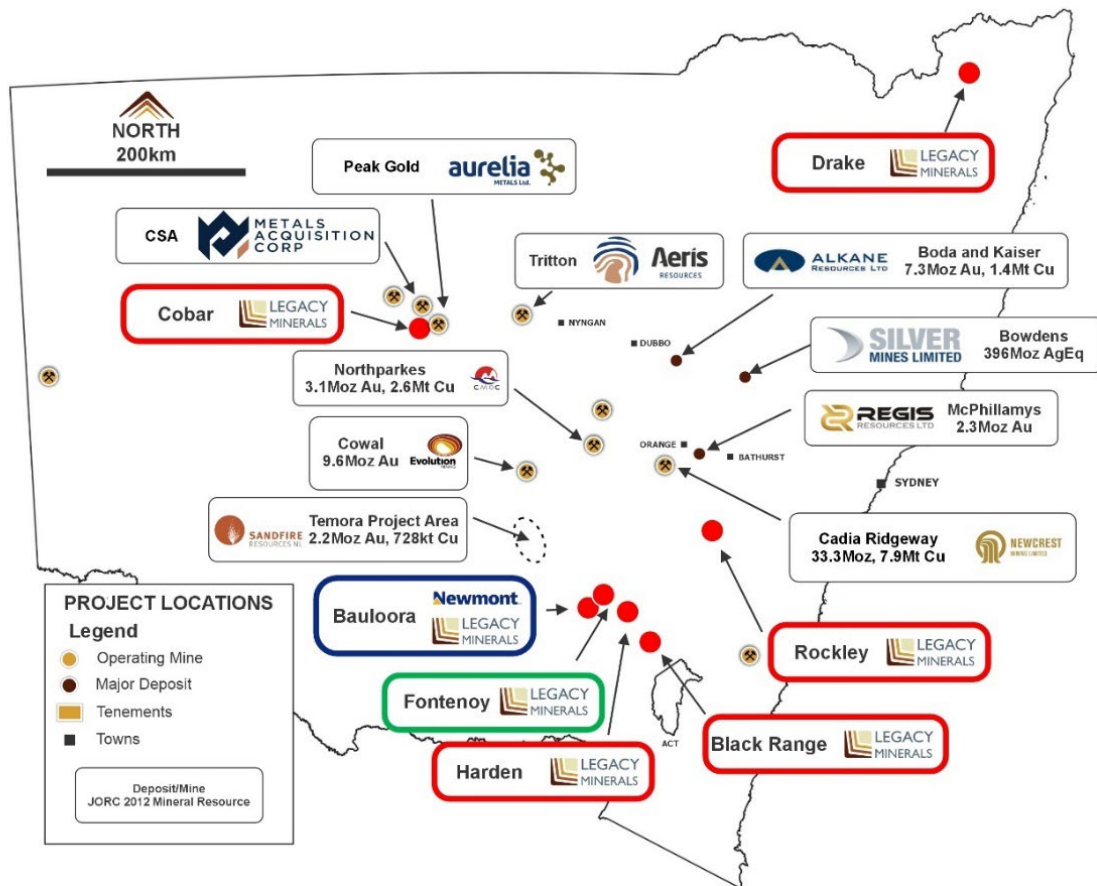 NORTH
200km
Peak Gold
aurelia
METALS Ltd.
Drake
LEGACY
MINERALS
CSA
METALS
ACQUISITION
CORP
Tritton
Aeris
RESOURCES
ALKANE
RESOURCES LTD
Boda and Kaiser
7.3Moz Au, 1.4Mt Cu
Cobar
LEGACY
MINERALS
NYNGAN
DUBBO
SILVER
MINES LIMITED
Bowdens
396Moz AgEq
Northparkes
3.1Moz Au, 2.6Mt Cu
CMOC
REGIS
RESOURCES LTD
McPhillamys
2.3Moz Au
Cowal
9.6Moz Au
Evolution
MINING
ORANGE
BATHURST
SYDNEY
SANDFIRE
RESOURCES NL
Temora Project Area
2.2Moz Au, 728kt Cu
Cadia Ridgeway
33.3Moz, 7.9Mt Cu
NEWCREST
MINING LIMITED
PROJECT LOCATIONS
Legend
Operating Mine
Major Deposit
Tenements
Towns
Deposit/Mine
JORC 2012 Mineral Resource
Bauloora
Newmont
LEGACY
MINERALS
Rockley
LEGACY
MINERALS
Fontenoy
LEGACY
MINERALS
ACT
Black Range
LEGACY
MINERALS
Harden
LEGACY
MINERALS